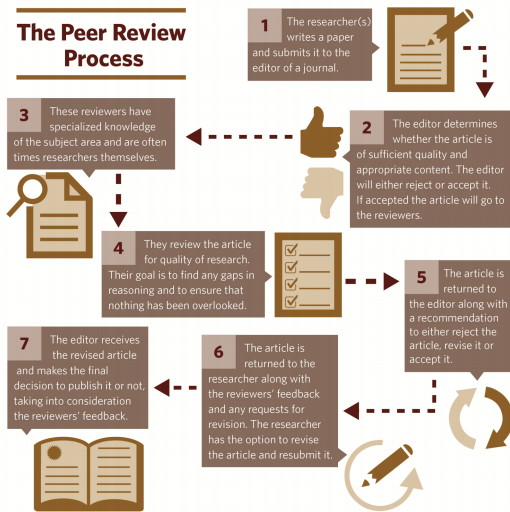 The Peer Review
Process
1
The researcher(s)
writes a paper
and submits it to the
editor of a journal.
2
The editor determines
whether the article is
of sufficient quality and
appropriate content. The editor
will either reject or accept it.
If accepted the article will go to
the reviewers.
3
These reviewers have
specialized knowledge
of the subject area and are often
times researchers themselves.
4
They review the article
for quality of research.
Their goal is to find any gaps in
reasoning and to ensure that
nothing has been overlooked.
5
The article is
returned to
the editor along with
a recommendation
to either reject the
article, revise it or
accept it.
6
The article is
returned to the
researcher along with
the reviewers' feedback
and any requests for
revision. The researcher
has the option to revise
the article and resubmit it.
7
The editor receives
the revised article
and makes the final
decision to publish it or not,
taking into consideration
the reviewers' feedback.